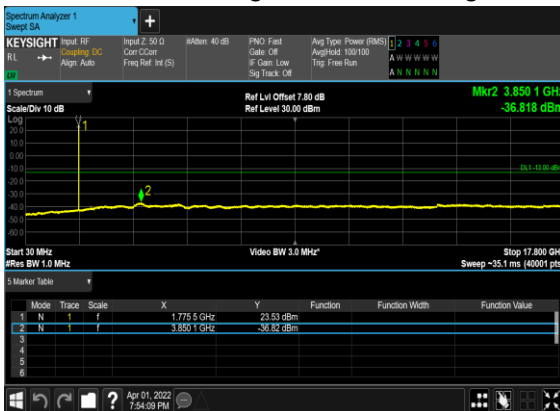 Spectrum Analyzer 1
Swept SA
KEYSIGHT Input: RF Input Z: 50 Ω #Atten: 40 dB PNO: Fast Avg Type: Power (RMS) 1 2 3 4 5 6
RL Coupling: DC Corr CCorr Gate: Off Avg|Hold: 100/100 A W W W W W
Align: Auto Freq Ref: Int (S) IF Gain: Low Trig: Free Run
Sig Track: Off A N N N N N
1 Spectrum Ref Lvl Offset 7.80 dB Mkr2 3.850 1 GHz
Scale/Div 10 dB Ref Level 30.00 dBm -36.818 dBm
Log
20.0
1
10.0
0.00
-10.0
DL1 -13.00 dBm
-20.0
-30.0
2
-40.0
-50.0
-60.0
Start 30 MHz Video BW 3.0 MHz* Stop 17.800 GHz
#Res BW 1.0 MHz Sweep ~35.1 ms (40001 pts
5 Marker Table
Mode Trace Scale X Y Function Function Width Function Value
1 N 1 f 1.775 5 GHz 23.53 dBm
2 N 1 f 3.850 1 GHz -36.82 dBm
3
4
5
6
? Apr 01, 2022
7:54:09 PM